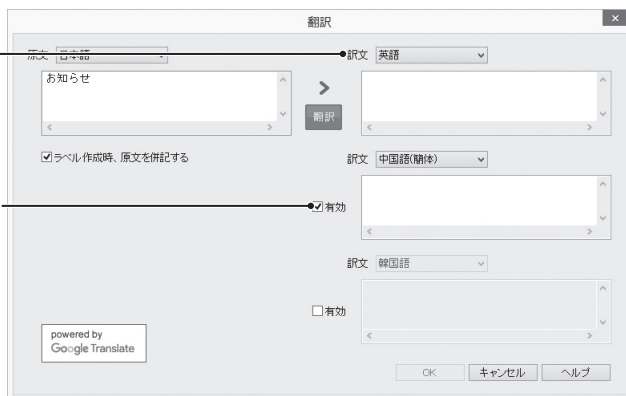 翻訳
原文 日本語
訳文 英語
お知らせ
翻訳
☑ラベル作成時、原文を併記する
訳文 中国語(簡体)
☑有効
訳文 韓国語
☐有効
powered by
Google Translate
OK キャンセル ヘルプ